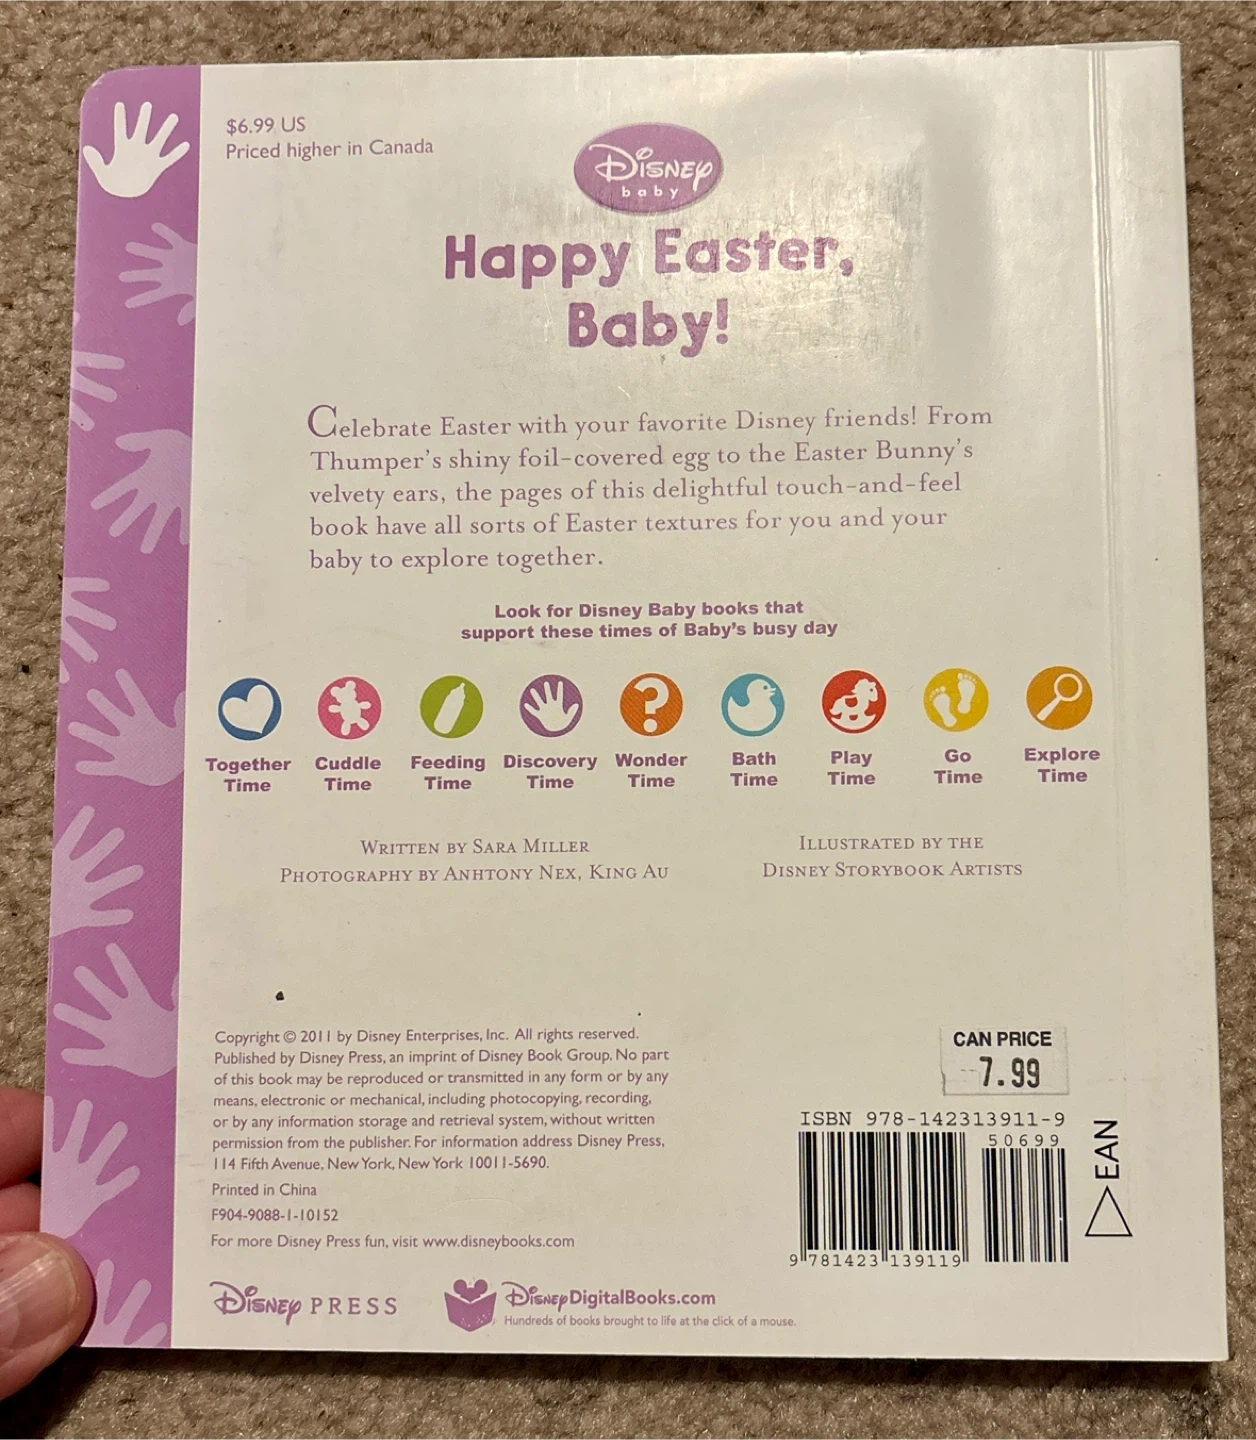 $6.99 US
Priced higher in Canada
Disney
baby
Happy Easter,
Baby!
Celebrate Easter with your favorite Disney friends! From
Thumper's shiny foil-covered egg to the Easter Bunny's
velvety ears, the pages of this delightful touch-and-feel
book have all sorts of Easter textures for you and your
baby to explore together.
Look for Disney Baby books that
support these times of Baby's busy day
Together Time
Cuddle Time
Feeding Time
Discovery Time
Wonder Time
Bath Time
Play Time
Go Time
Explore Time
Written by Sara Miller
Photography by Anhtony Nex, King Au
Illustrated by the
Disney Storybook Artists
Copyright © 2011 by Disney Enterprises, Inc. All rights reserved.
Published by Disney Press, an imprint of Disney Book Group. No part
of this book may be reproduced or transmitted in any form or by any
means, electronic or mechanical, including photocopying, recording,
or by any information storage and retrieval system, without written
permission from the publisher. For information address Disney Press,
114 Fifth Avenue, New York, New York 10011-5690.
Printed in China
F904-9088-1-10152
For more Disney Press fun, visit www.disneybooks.com
Disney PRESS
DisneyDigitalBooks.com
Hundreds of books brought to life at the click of a mouse.
CAN PRICE
7.99
ISBN 978-142313911-9
50699
9 781423 139119
EAN